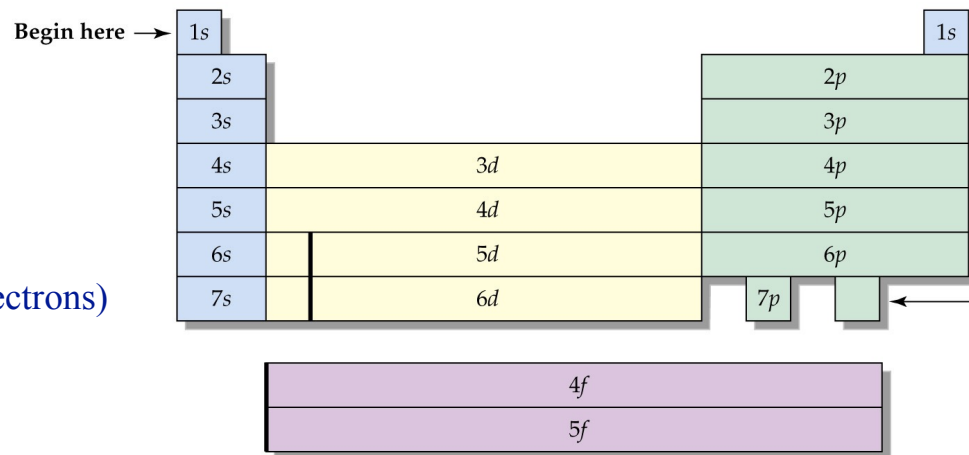 Begin here → 1s 1s
2s 2p
3s 3p
4s 3d 4p
5s 4d 5p
6s 5d 6p
ectrons) 7s 6d 7p
4f
5f